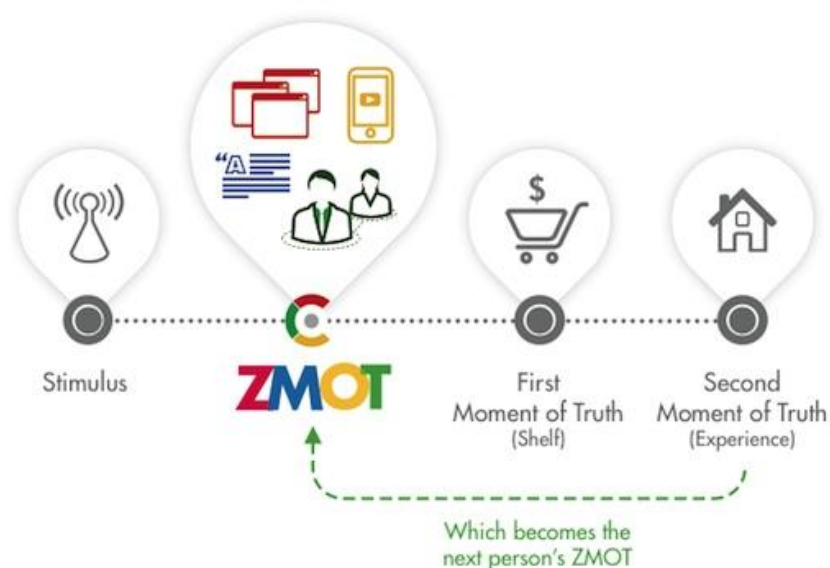 “A
$
Stimulus
ZMOT
First
Moment of Truth
(Shelf)
Second
Moment of Truth
(Experience)
Which becomes the
next person's ZMOT